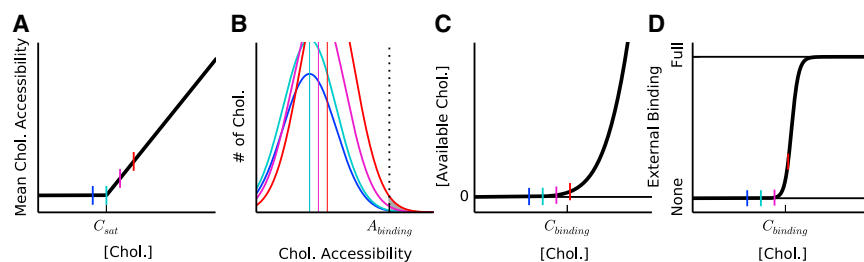 A
Mean Chol. Accessibility
C_sat
[Chol.]
B
# of Chol.
A_binding
Chol. Accessibility
C
[Available Chol.]
0
C_binding
[Chol.]
D
External Binding
Full
None
C_binding
[Chol.]